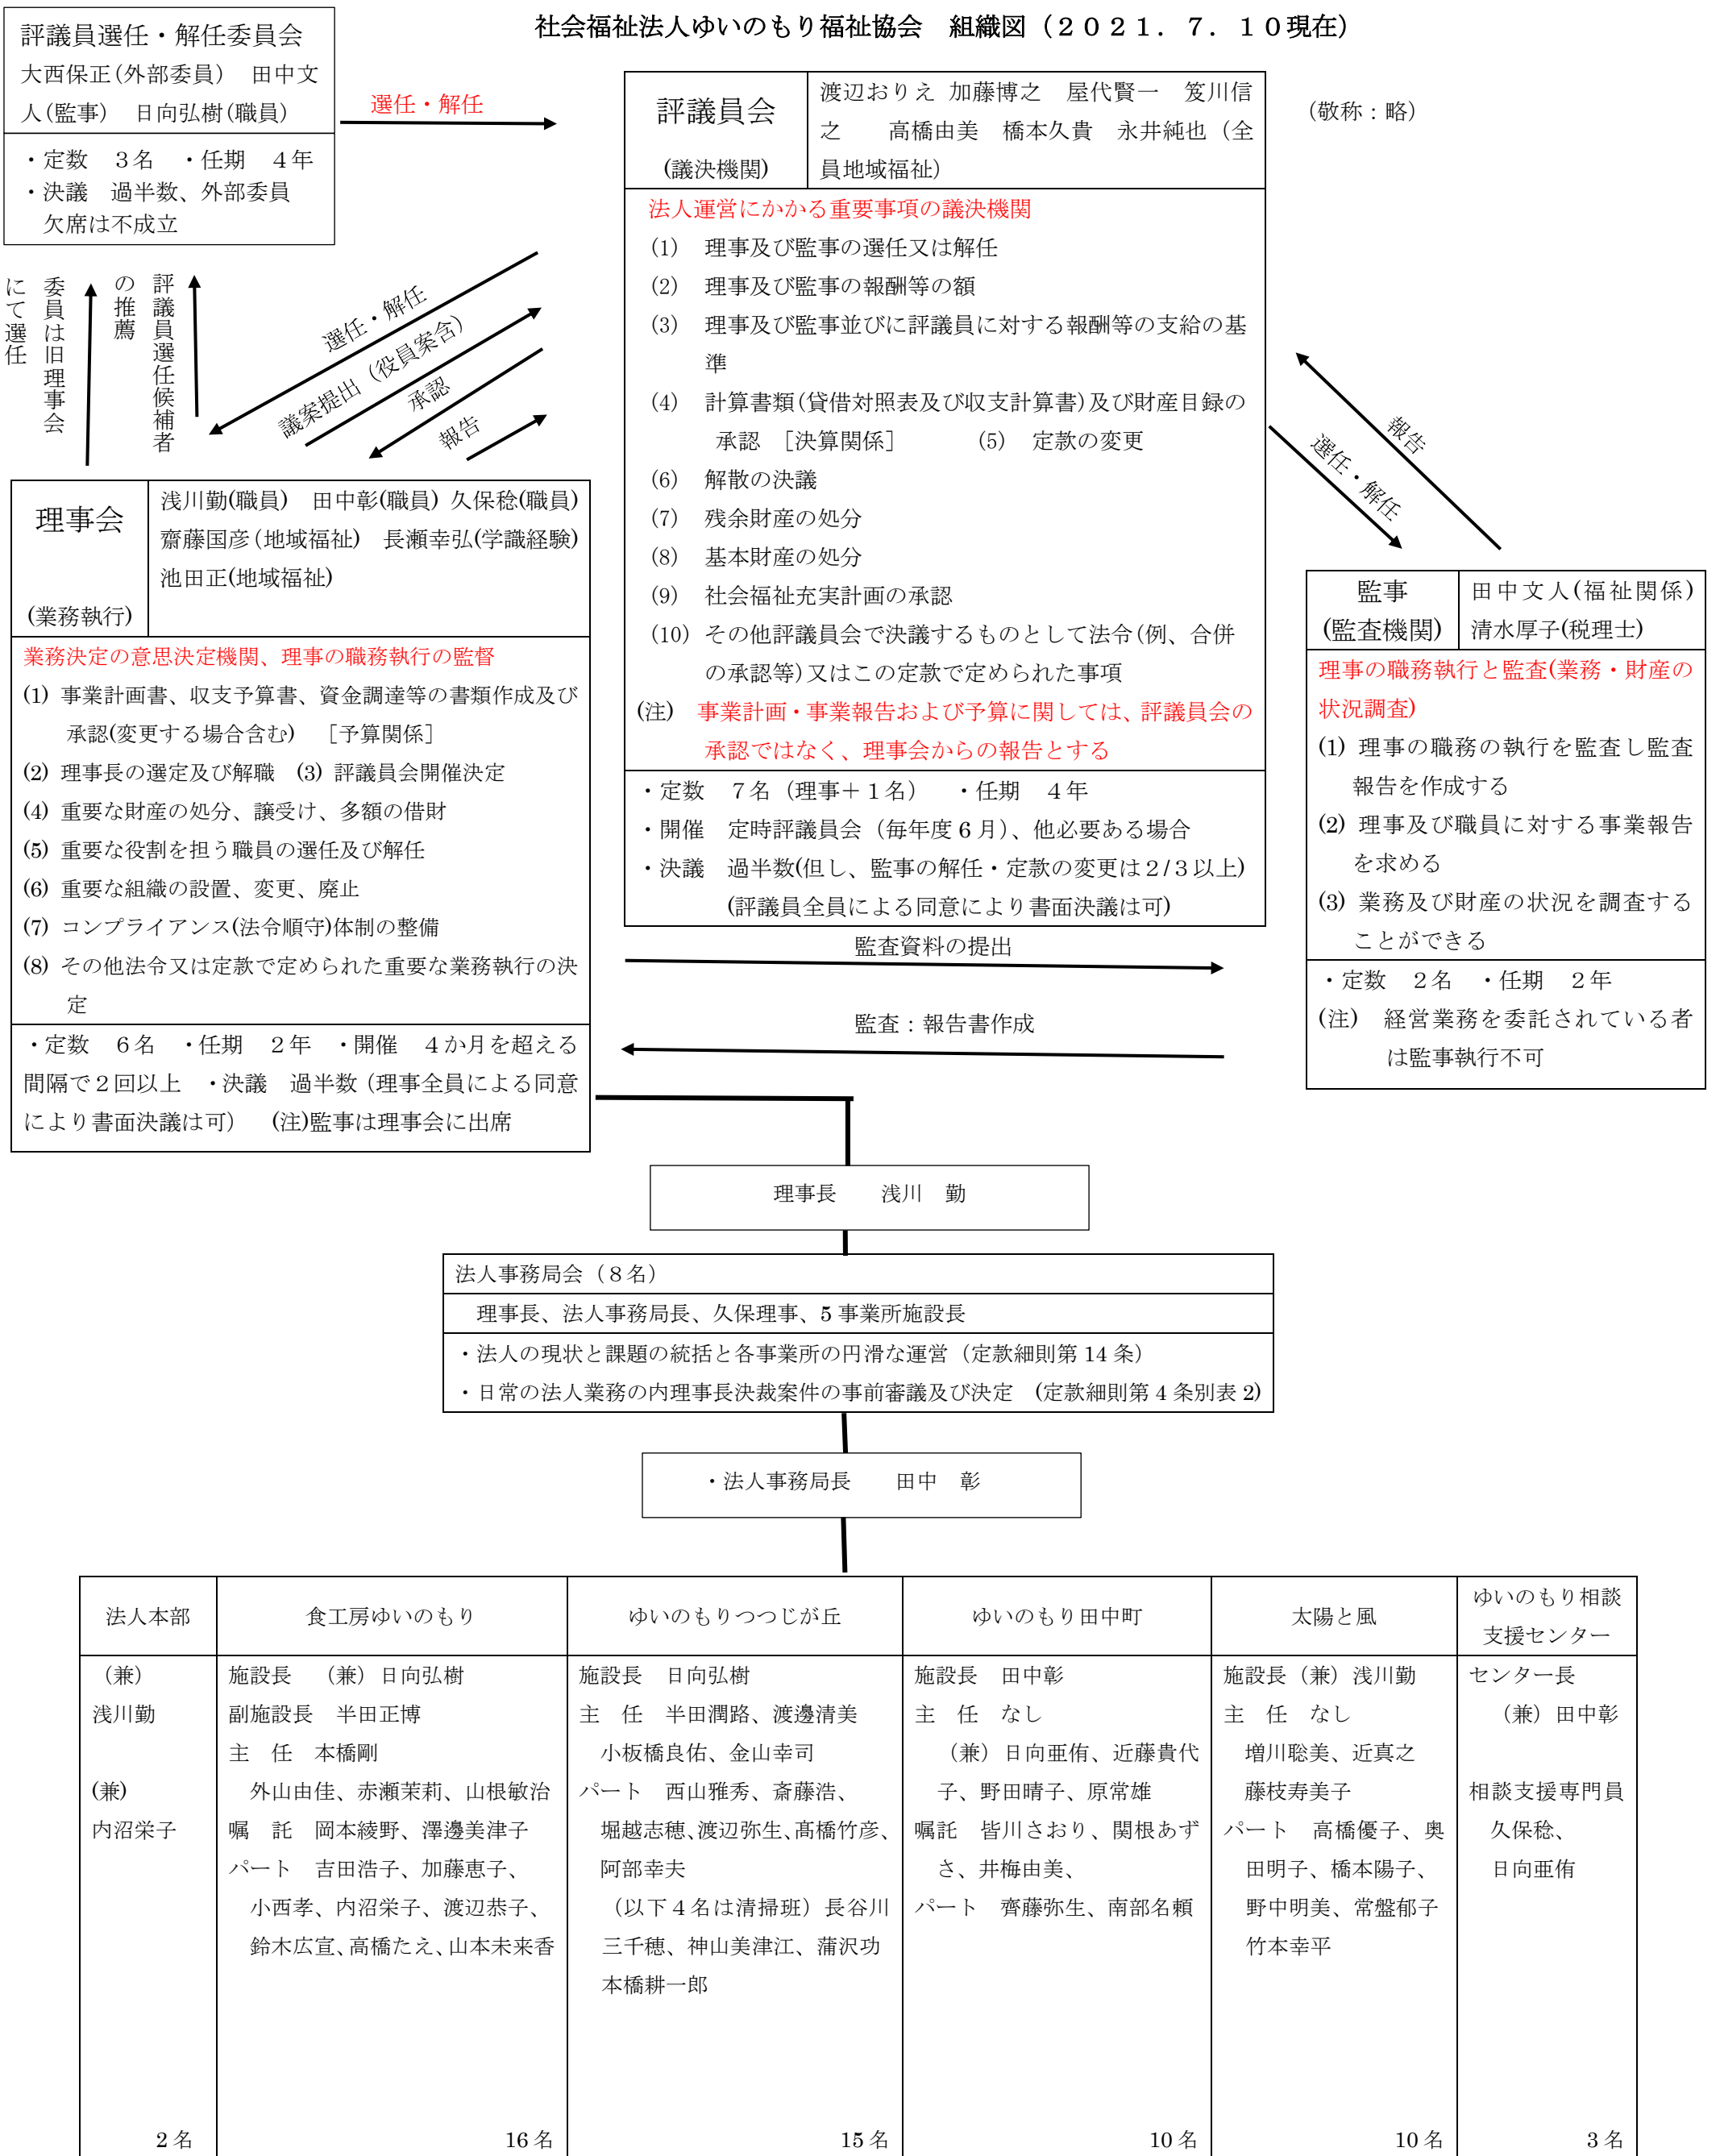 社会福祉法人ゆいのもり福祉協会　組織図（２０２１．７．１０現在）
（敬称：略）
評議員選任・解任委員会
大西保正(外部委員)　田中文
人(監事)　日向弘樹(職員)
・定数　３名　・任期　４年
・決議　過半数、外部委員
欠席は不成立
選任・解任
評議員会
(議決機関)
渡辺おりえ 加藤博之　屋代賢一　笈川信
之　　高橋由美　橋本久貴　永井純也（全
員地域福祉）
法人運営にかかる重要事項の議決機関
(1)　理事及び監事の選任又は解任
(2)　理事及び監事の報酬等の額
(3)　理事及び監事並びに評議員に対する報酬等の支給の基
準
(4)　計算書類(貸借対照表及び収支計算書)及び財産目録の
承認　［決算関係］　　　(5)　定款の変更
(6)　解散の決議
(7)　残余財産の処分
(8)　基本財産の処分
(9)　社会福祉充実計画の承認
(10) その他評議員会で決議するものとして法令(例、合併
の承認等)又はこの定款で定められた事項
(注)　事業計画・事業報告および予算に関しては、評議員会の
承認ではなく、理事会からの報告とする
・定数　７名（理事＋１名）　・任期　４年
・開催　定時評議員会（毎年度 6 月）、他必要ある場合
・決議　過半数(但し、監事の解任・定款の変更は２/３以上)
(評議員全員による同意により書面決議は可)
委員は旧理事会
にて選任
評議員選任候補者
の推薦
選任・解任
議案提出（役員案含）
承認
報告
報告
選任・解任
理事会
(業務執行)
浅川勤(職員)　田中彰(職員) 久保稔(職員)
齋藤国彦(地域福祉)　長瀬幸弘(学識経験)
池田正(地域福祉)
業務決定の意思決定機関、理事の職務執行の監督
(1) 事業計画書、収支予算書、資金調達等の書類作成及び
承認(変更する場合含む)　［予算関係］
(2) 理事長の選定及び解職　(3) 評議員会開催決定
(4) 重要な財産の処分、譲受け、多額の借財
(5) 重要な役割を担う職員の選任及び解任
(6) 重要な組織の設置、変更、廃止
(7) コンプライアンス(法令順守)体制の整備
(8) その他法令又は定款で定められた重要な業務執行の決
定
・定数　６名　・任期　２年　・開催　４か月を超える
間隔で２回以上　・決議　過半数（理事全員による同意
により書面決議は可）　(注)監事は理事会に出席
監事
(監査機関)
田中文人(福祉関係)
清水厚子(税理士)
理事の職務執行と監査(業務・財産の
状況調査)
(1) 理事の職務の執行を監査し監査
報告を作成する
(2) 理事及び職員に対する事業報告
を求める
(3) 業務及び財産の状況を調査する
ことができる
・定数　２名　・任期　２年
(注)　経営業務を委託されている者
は監事執行不可
監査資料の提出
監査：報告書作成
理事長　　浅川　勤
法人事務局会（８名）
理事長、法人事務局長、久保理事、5 事業所施設長
・法人の現状と課題の統括と各事業所の円滑な運営（定款細則第 14 条）
・日常の法人業務の内理事長決裁案件の事前審議及び決定　(定款細則第 4 条別表 2)
・法人事務局長　　田中　彰
法人本部
（兼）
浅川勤
(兼)
内沼栄子
2 名
食工房ゆいのもり
施設長　（兼）日向弘樹
副施設長　半田正博
主　任　本橋剛
外山由佳、赤瀬茉莉、山根敏治
嘱　託　岡本綾野、澤邊美津子
パート　吉田浩子、加藤恵子、
小西孝、内沼栄子、渡辺恭子、
鈴木広宣、高橋たえ、山本未来香
16 名
ゆいのもりつつじが丘
施設長　日向弘樹
主　任　半田潤路、渡邊清美
小板橋良佑、金山幸司
パート　西山雅秀、斎藤浩、
堀越志穂、渡辺弥生、髙橋竹彦、
阿部幸夫
（以下４名は清掃班）長谷川
三千穂、神山美津江、蒲沢功
本橋耕一郎
15 名
ゆいのもり田中町
施設長　田中彰
主　任　なし
（兼）日向亜侑、近藤貴代
子、野田晴子、原常雄
嘱託　皆川さおり、関根あず
さ、井梅由美、
パート　齊藤弥生、南部名頼
10 名
太陽と風
施設長（兼）浅川勤
主　任　なし
増川聡美、近真之
藤枝寿美子
パート　高橋優子、奥
田明子、橋本陽子、
野中明美、常盤郁子
竹本幸平
10 名
ゆいのもり相談
支援センター
センター長
（兼）田中彰
相談支援専門員
久保稔、
日向亜侑
3 名